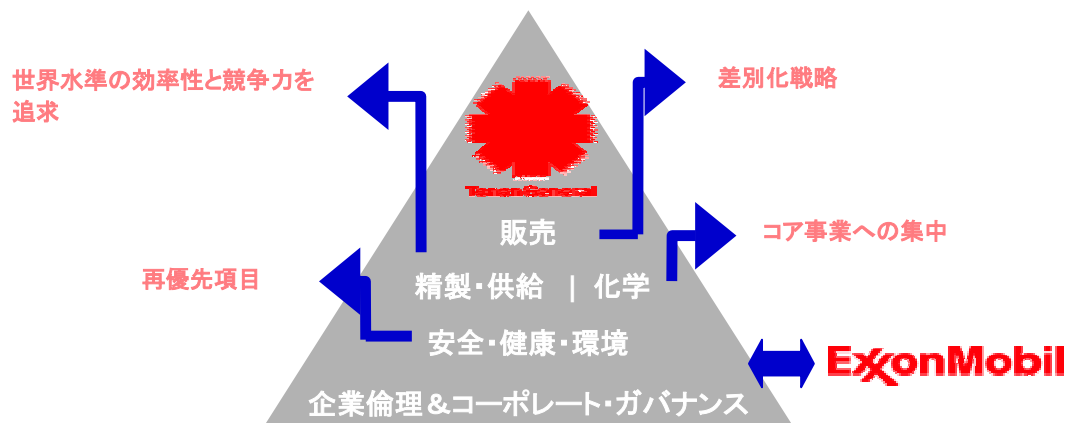 世界水準の効率性と競争力を
追求
差別化戦略
TonenGeneral
販売
コア事業への集中
再優先項目
精製・供給 | 化学
安全・健康・環境
ExxonMobil
企業倫理&コーポレート・ガバナンス